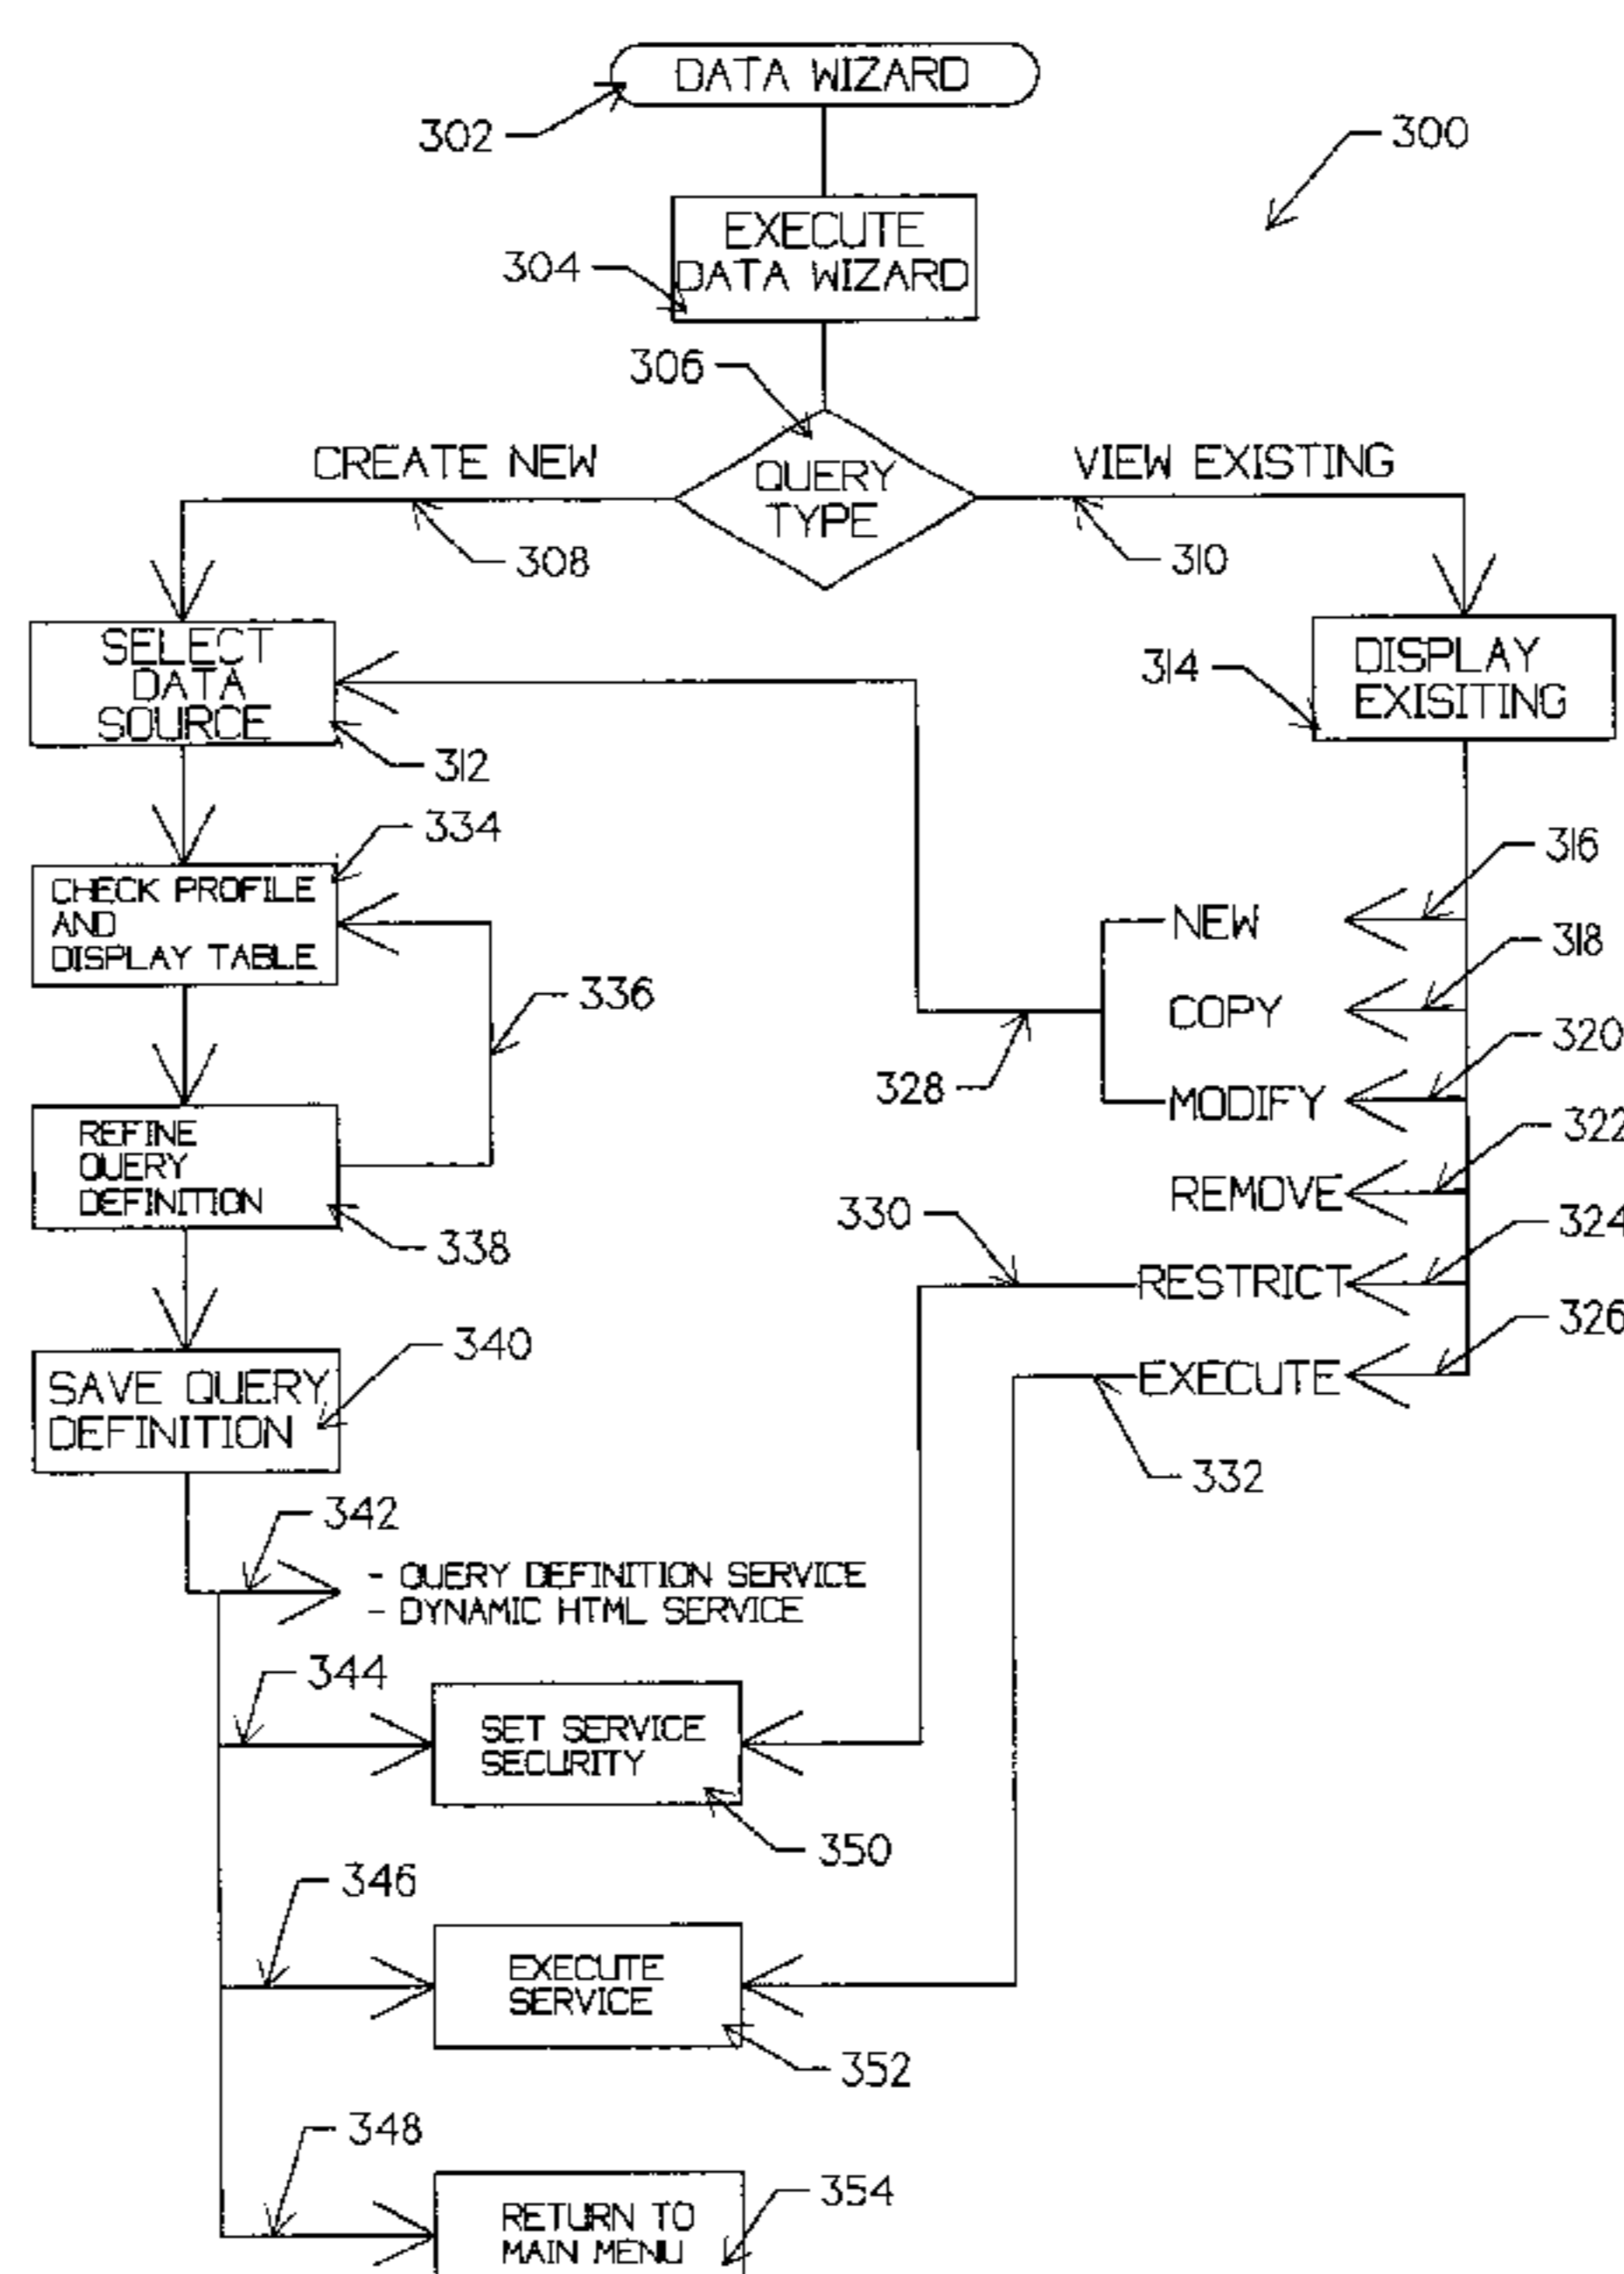 DATA WIZARD
302
300
EXECUTE
DATA WIZARD
304
306
CREATE NEW
QUERY
TYPE
VIEW EXISTING
308
310
SELECT
DATA
SOURCE
312
314
DISPLAY
EXISITING
334
CHECK PROFILE
AND
DISPLAY TABLE
336
316
NEW
318
COPY
320
328
MODIFY
322
REMOVE
REFINE
QUERY
DEFINITION
338
330
324
RESTRICT
326
EXECUTE
332
340
SAVE QUERY
DEFINITION
342
- QUERY DEFINITION SERVICE
- DYNAMIC HTML SERVICE
344
SET SERVICE
SECURITY
350
346
EXECUTE
SERVICE
352
348
RETURN TO
MAIN MENU
354